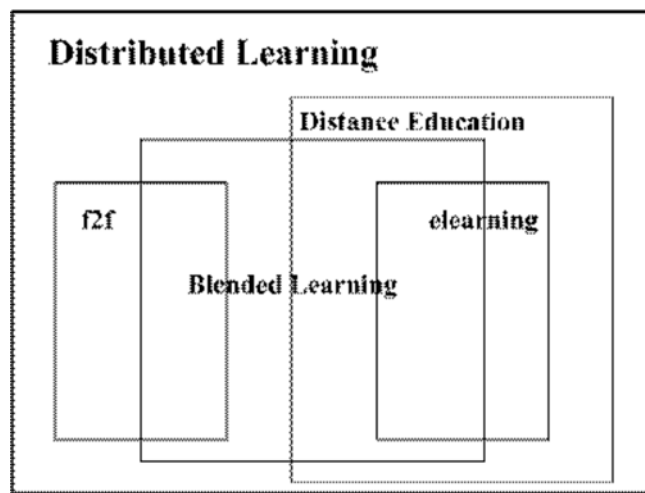 Distributed Learning
Distance Education
f2f
elearning
Blended Learning